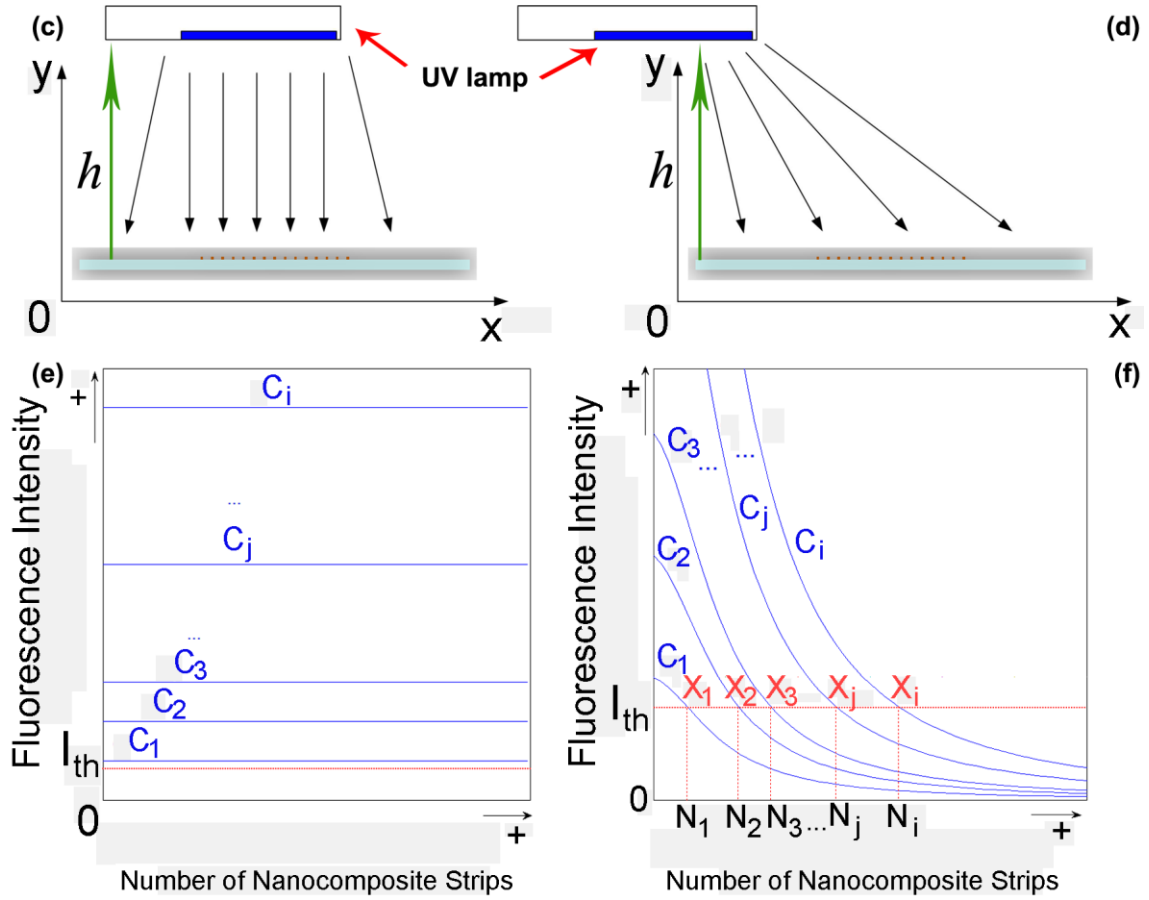 (c)
(d)
UV lamp
y
h
0
x
y
h
0
x
(e)
Fluorescence Intensity
+
C_i
...
C_j
...
C_3
C_2
C_1
I_th
0
+
Number of Nanocomposite Strips
(f)
Fluorescence Intensity
+
C_3
... ...
C_j
C_i
C_2
C_1
X_1 X_2 X_3 X_j X_i
I_th
0
N_1 N_2 N_3...N_j N_i
+
Number of Nanocomposite Strips